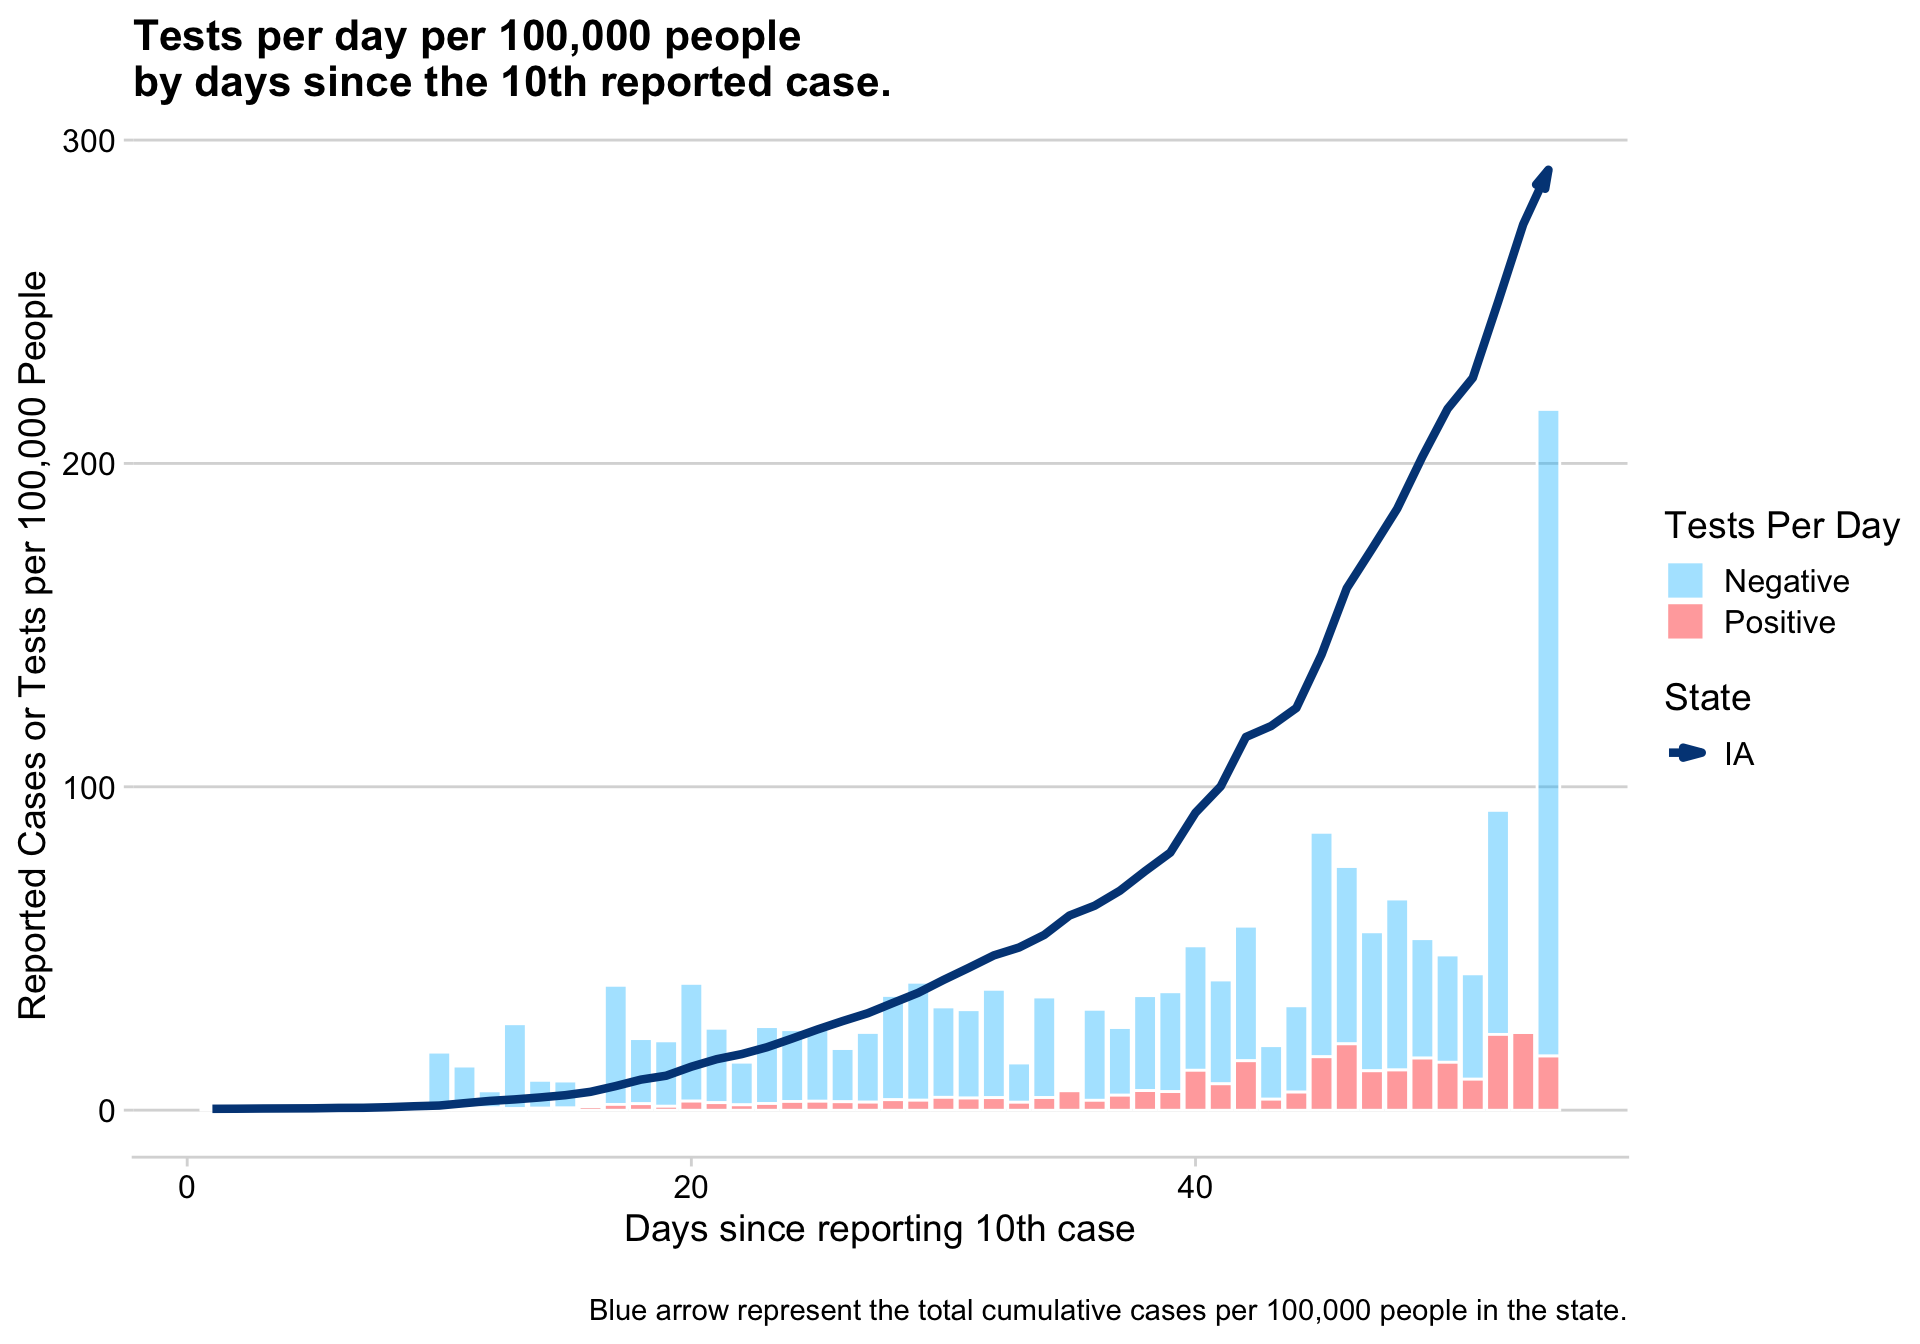 Tests per day per 100,000 people
by days since the 10th reported case.
Reported Cases or Tests per 100,000 People
300
200
100
0
0
20
40
Days since reporting 10th case
Tests Per Day
Negative
Positive
State
IA
Blue arrow represent the total cumulative cases per 100,000 people in the state.